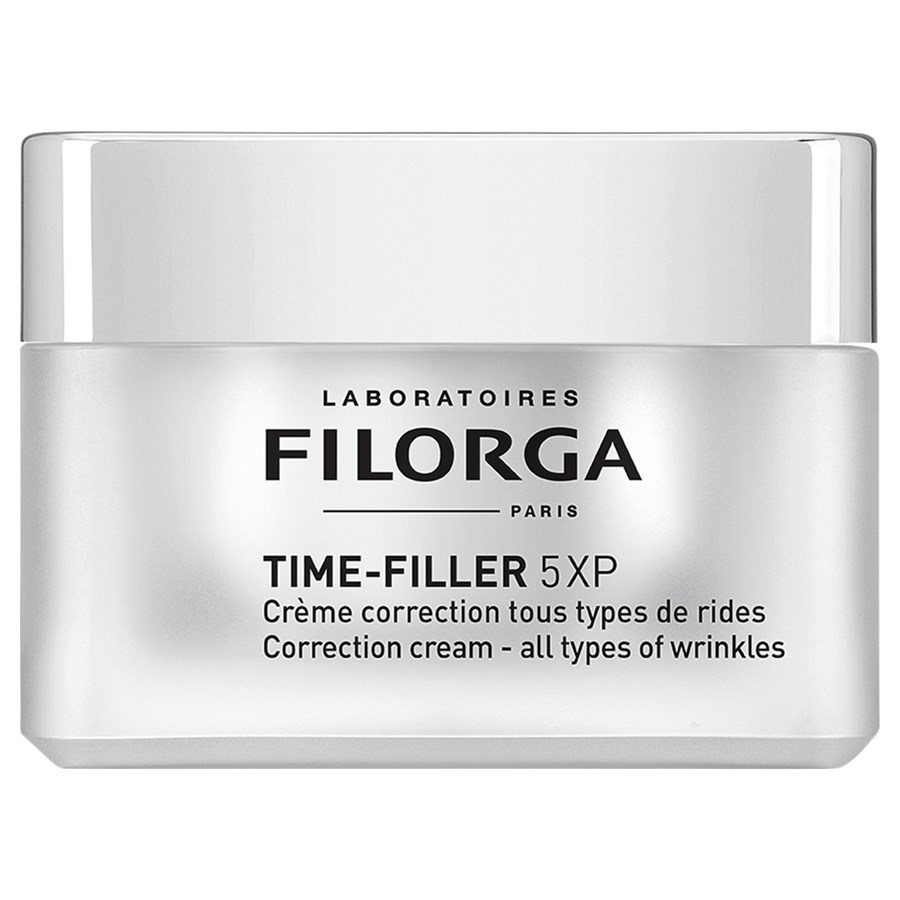 LABORATOIRES
FILORGA
PARIS
TIME-FILLER 5XP
Crème correction tous types de rides
Correction cream - all types of wrinkles